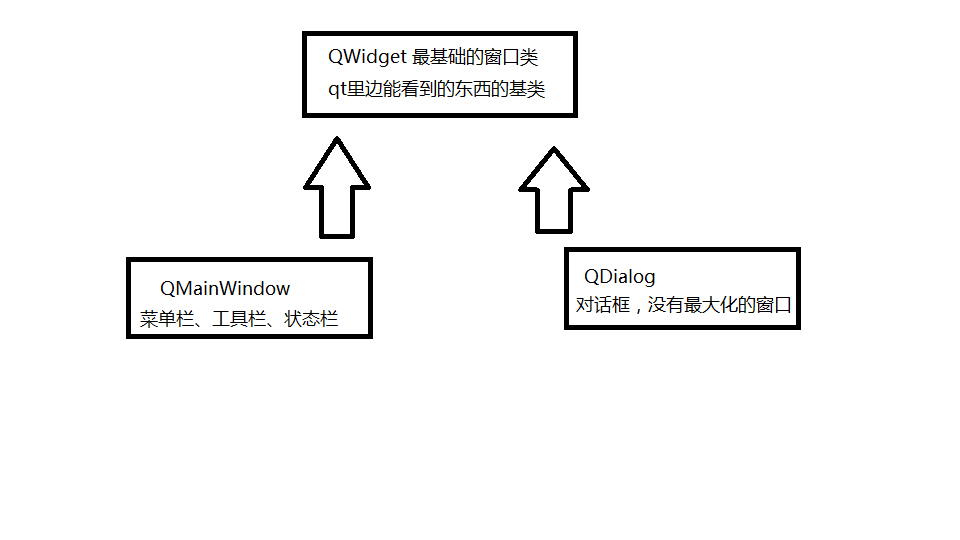 QWidget 最基础的窗口类
qt里边能看到的东西的基类
QMainWindow
菜单栏、工具栏、状态栏
QDialog
对话框，没有最大化的窗口